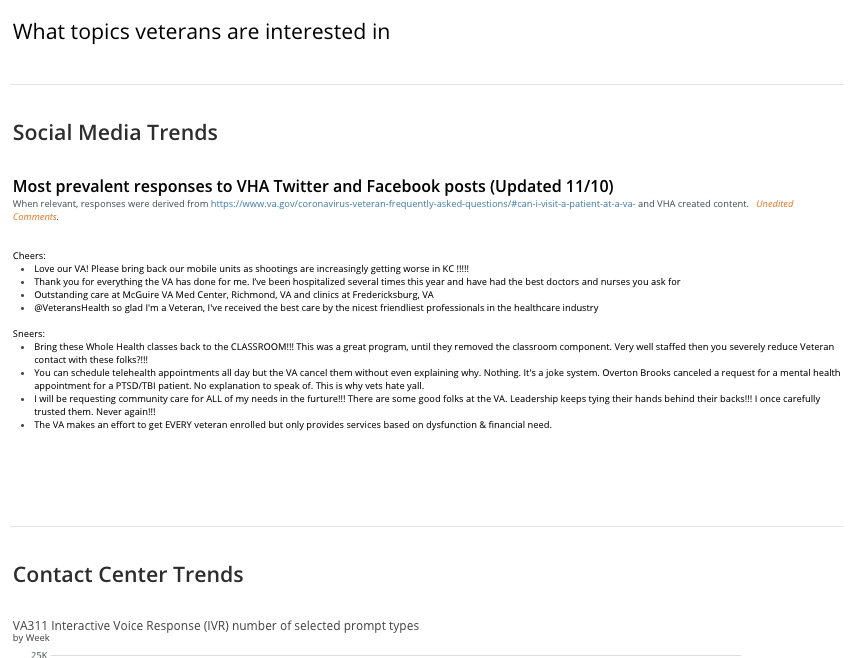 What topics veterans are interested in
Social Media Trends
Most prevalent responses to VHA Twitter and Facebook posts (Updated 11/10)
When relevant, responses were derived from https://www.va.gov/coronavirus-veteran-frequently-asked-questions/#can-i-visit-a-patient-at-a-va- and VHA created content. Unedited
Comments.
Cheers:
• Love our VA! Please bring back our mobile units as shootings are increasingly getting worse in KC !!!!!
• Thank you for everything the VA has done for me. I've been hospitalized several times this year and have had the best doctors and nurses you ask for
• Outstanding care at McGuire VA Med Center, Richmond, VA and clinics at Fredericksburg, VA
• @VeteransHealth so glad I'm a Veteran, I've received the best care by the nicest friendliest professionals in the healthcare industry
Sneers:
• Bring these Whole Health classes back to the CLASSROOM!!! This was a great program, until they removed the classroom component. Very well staffed then you severely reduce Veteran
contact with these folks?!!!
• You can schedule telehealth appointments all day but the VA cancel them without even explaining why. Nothing. It's a joke system. Overton Brooks canceled a request for a mental health
appointment for a PTSD/TBI patient. No explanation to speak of. This is why vets hate yall.
• I will be requesting community care for ALL of my needs in the furture!!! There are some good folks at the VA. Leadership keeps tying their hands behind their backs!!! I once carefully
trusted them. Never again!!!
• The VA makes an effort to get EVERY veteran enrolled but only provides services based on dysfunction & financial need.
Contact Center Trends
VA311 Interactive Voice Response (IVR) number of selected prompt types
by Week
25K